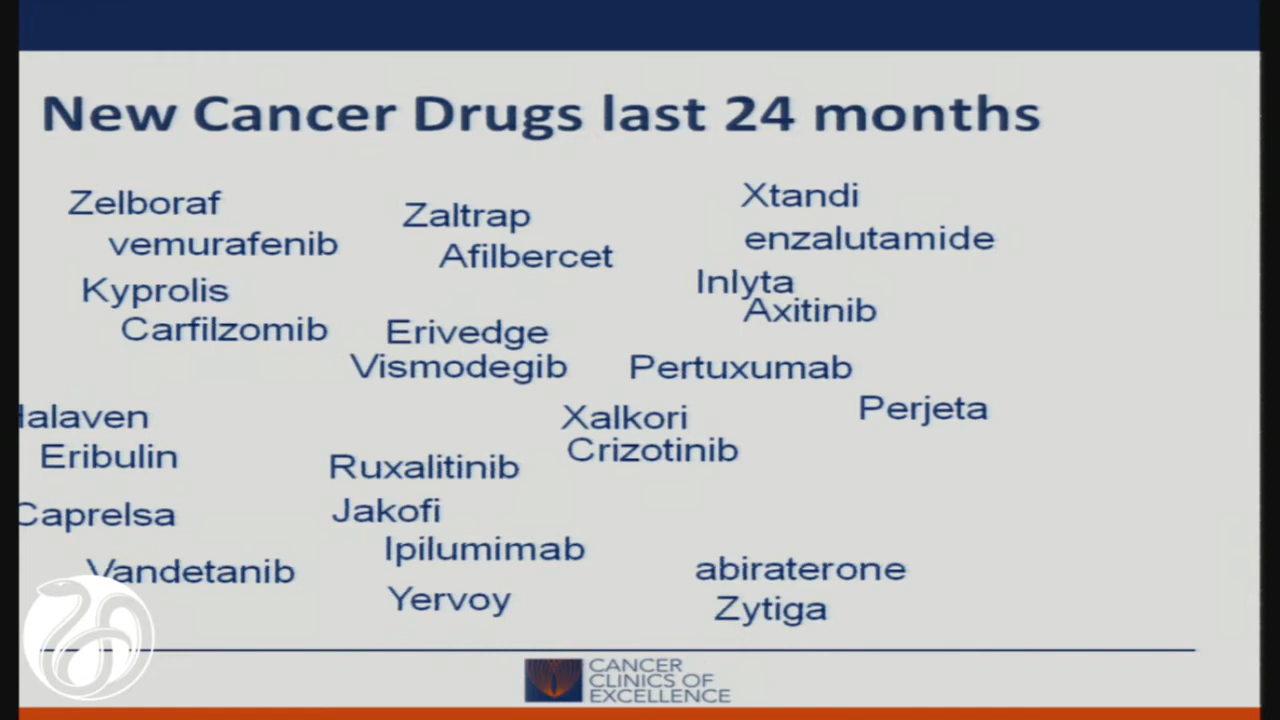 New Cancer Drugs last 24 months
Zelboraf
vemurafenib
Kyprolis
Carfilzomib
Halaven
Eribulin
Caprelsa
Vandetanib
Zaltrap
Afilbercet
Erivedge
Vismodegib
Ruxalitinib
Jakofi
Ipilumimab
Yervoy
Xtandi
enzalutamide
Inlyta
Axitinib
Pertuxumab
Perjeta
Xalkori
Crizotinib
abiraterone
Zytiga
CANCER
CLINICS OF
EXCELLENCE